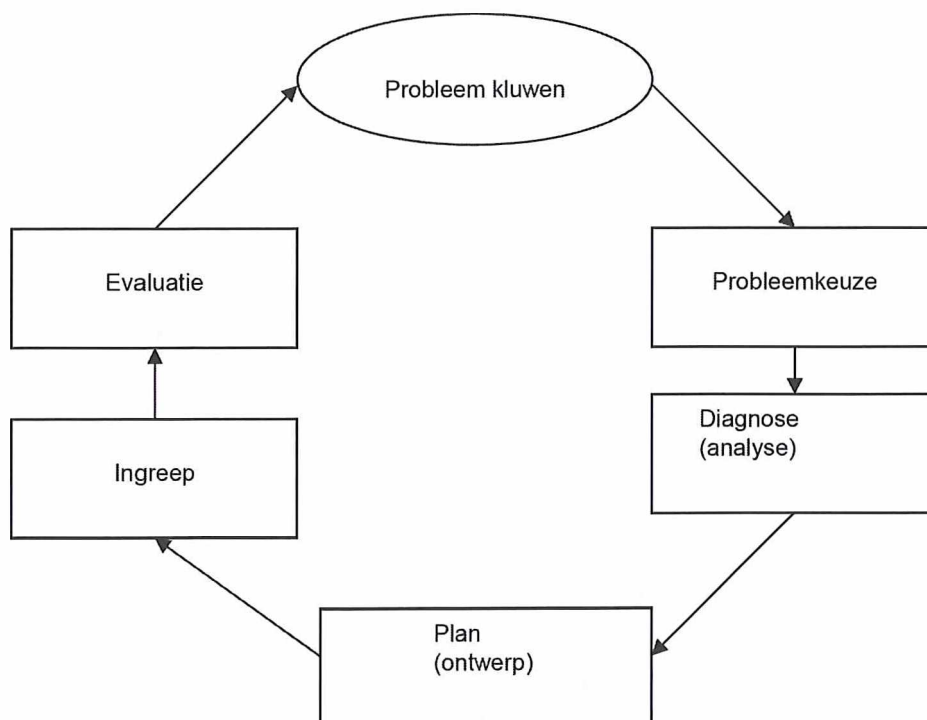 Probleem kluwen
Evaluatie
Probleemkeuze
Diagnose
(analyse)
Ingreep
Plan
(ontwerp)